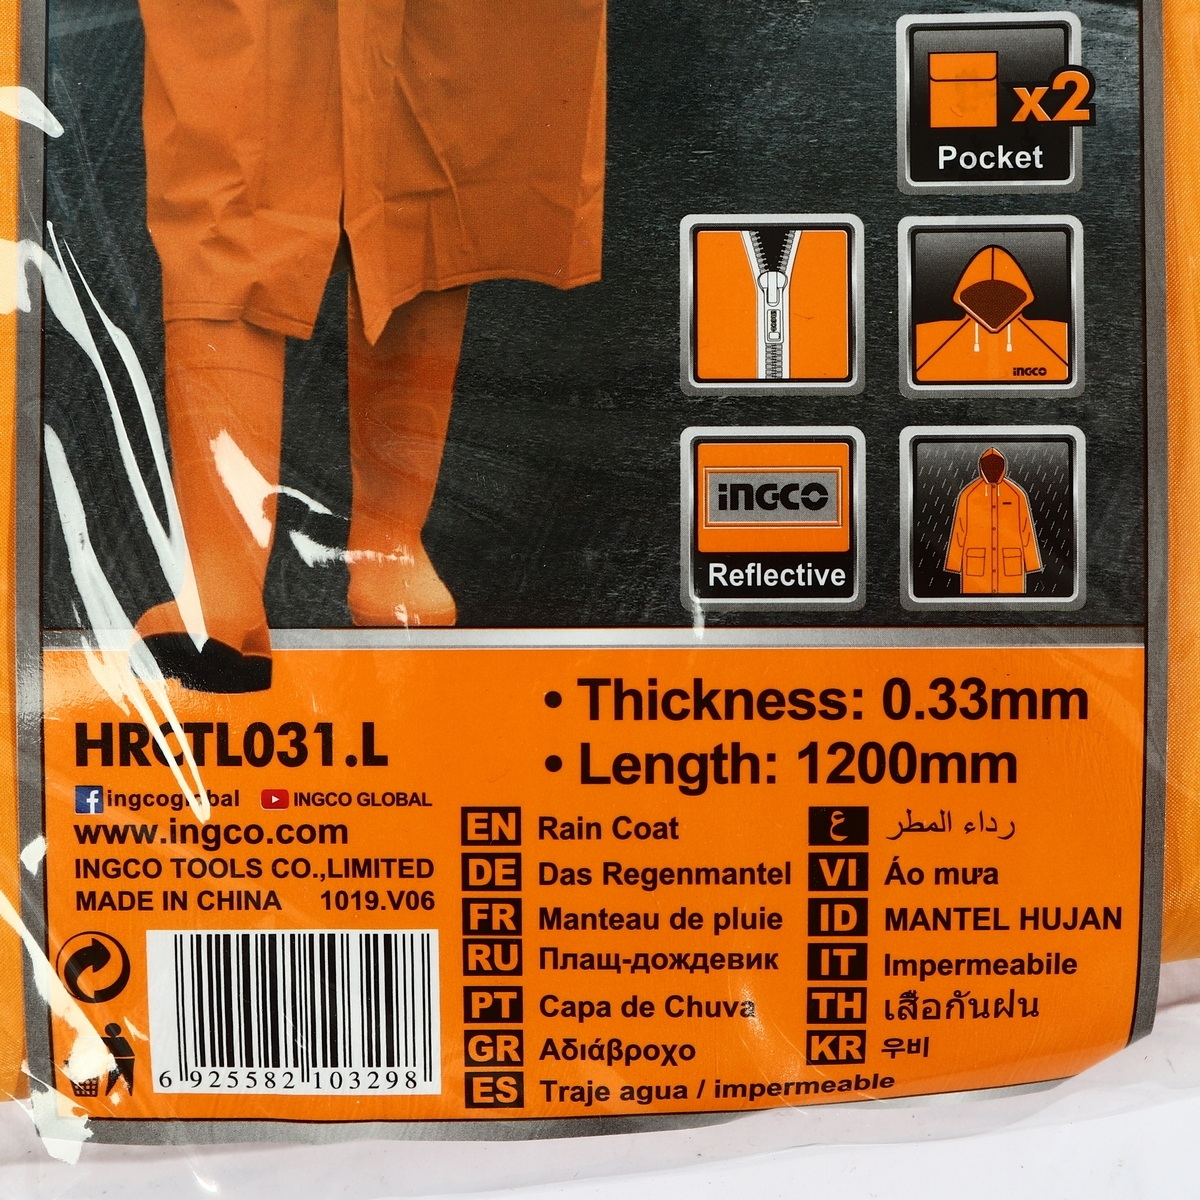 x2
Pocket
INGCO
INGCO
Reflective
• Thickness: 0.33mm
• Length: 1200mm
HRCTL031.L
ingcoglobal INGCO GLOBAL
www.ingco.com
INGCO TOOLS CO.,LIMITED
MADE IN CHINA 1019.V06
6 925582 103298
EN Rain Coat
DE Das Regenmantel
FR Manteau de pluie
RU Плащ-дождевик
PT Capa de Chuva
GR Αδιάβροχο
ES Traje agua / impermeable
ع رداء المطر
VI Áo mưa
ID MANTEL HUJAN
IT Impermeabile
TH เสื้อกันฝน
KR 우비